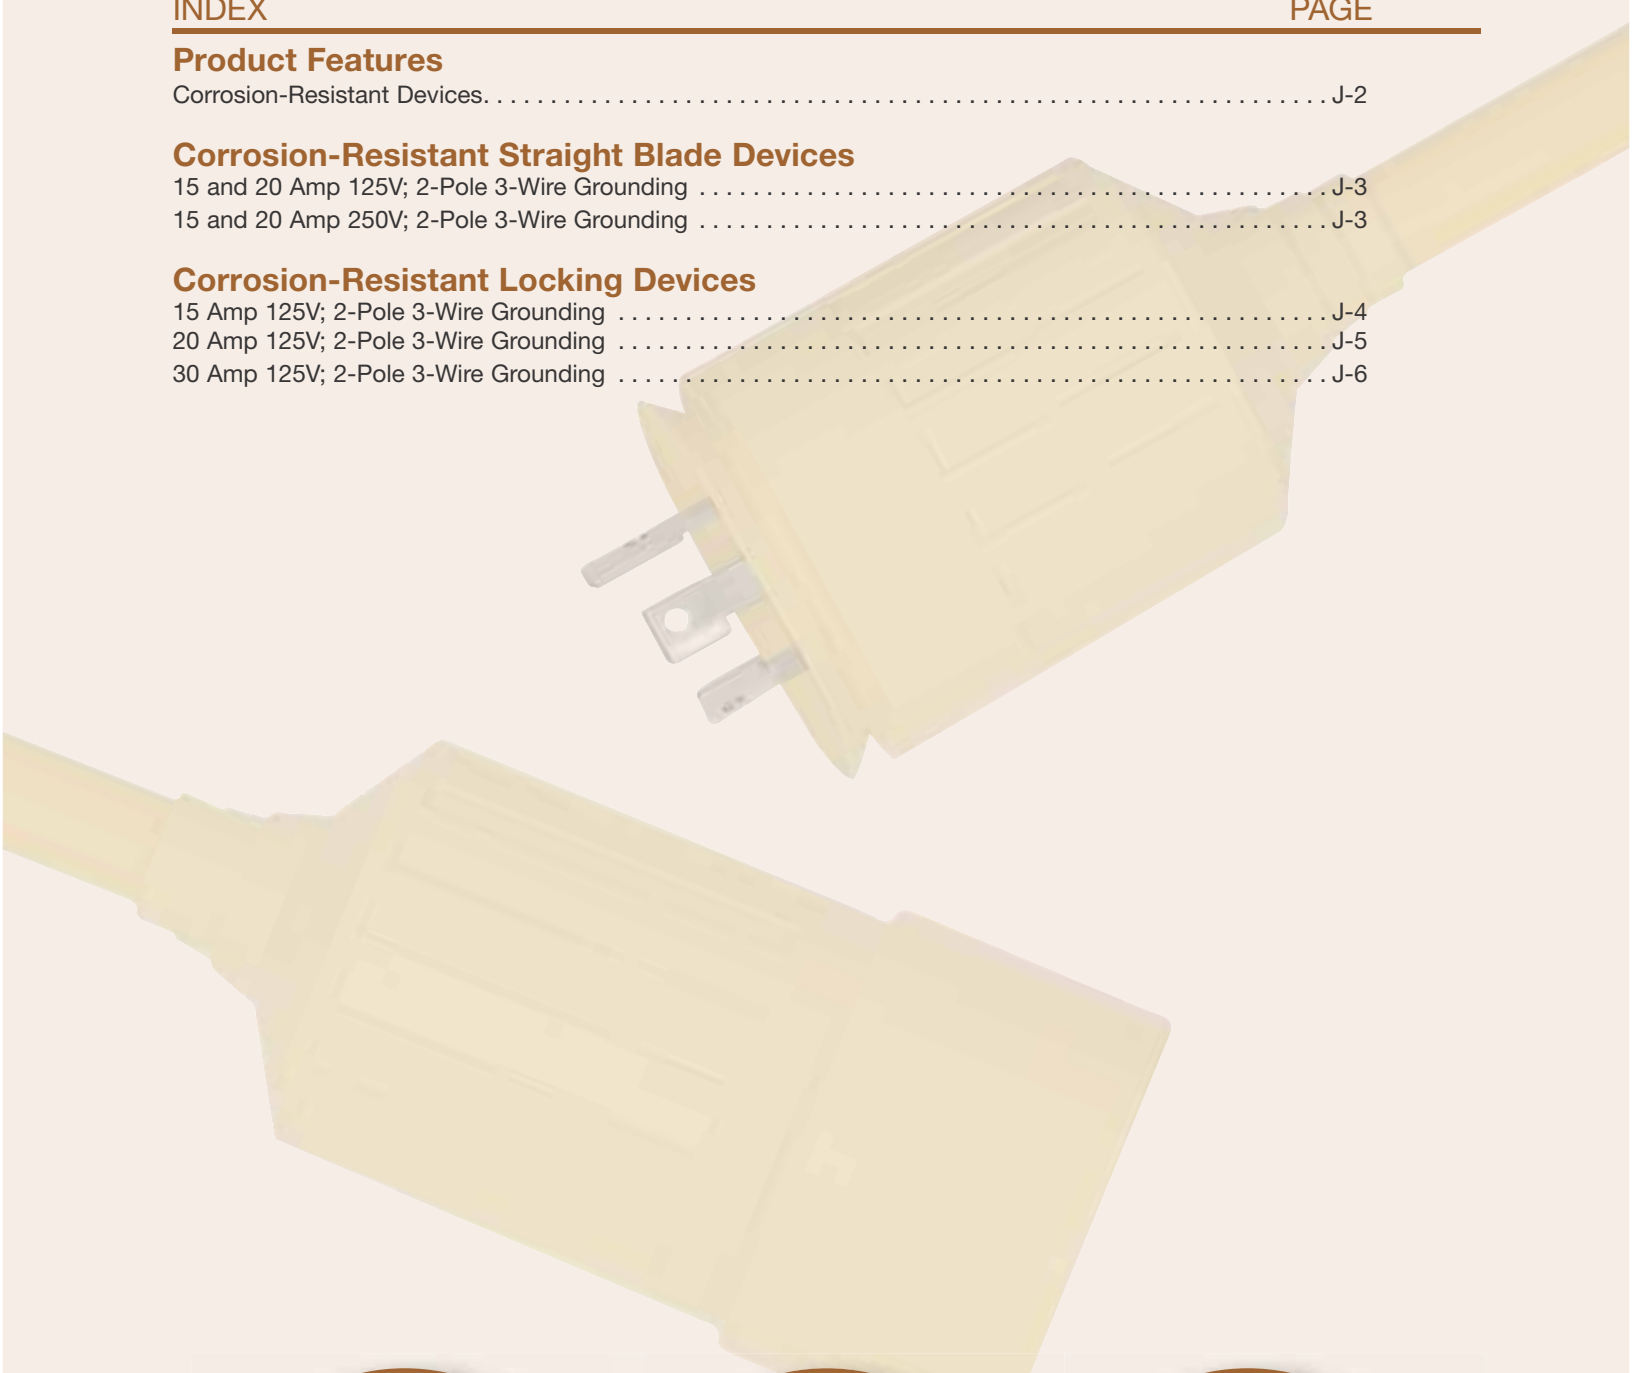 INDEX PAGE
Product Features
Corrosion-Resistant Devices. . . . . . . . . . . . . . . . . . . . . . . . . . . . . . . . . . . . . . . . . . . . . . . . . . . . . . . . . . . . . . . J-2
Corrosion-Resistant Straight Blade Devices
15 and 20 Amp 125V; 2-Pole 3-Wire Grounding . . . . . . . . . . . . . . . . . . . . . . . . . . . . . . . . . . . . . . . . . . . . . . . J-3
15 and 20 Amp 250V; 2-Pole 3-Wire Grounding . . . . . . . . . . . . . . . . . . . . . . . . . . . . . . . . . . . . . . . . . . . . . . . J-3
Corrosion-Resistant Locking Devices
15 Amp 125V; 2-Pole 3-Wire Grounding . . . . . . . . . . . . . . . . . . . . . . . . . . . . . . . . . . . . . . . . . . . . . . . . . . . . . J-4
20 Amp 125V; 2-Pole 3-Wire Grounding . . . . . . . . . . . . . . . . . . . . . . . . . . . . . . . . . . . . . . . . . . . . . . . . . . . . . J-5
30 Amp 125V; 2-Pole 3-Wire Grounding . . . . . . . . . . . . . . . . . . . . . . . . . . . . . . . . . . . . . . . . . . . . . . . . . . . . . J-6